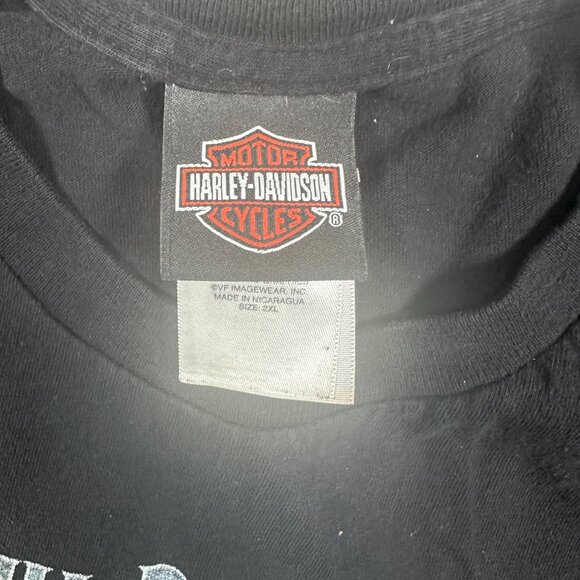 MOTOR
HARLEY-DAVIDSON
CYCLES®
©VF IMAGEWEAR, INC.
MADE IN NICARAGUA
SIZE: 2XL